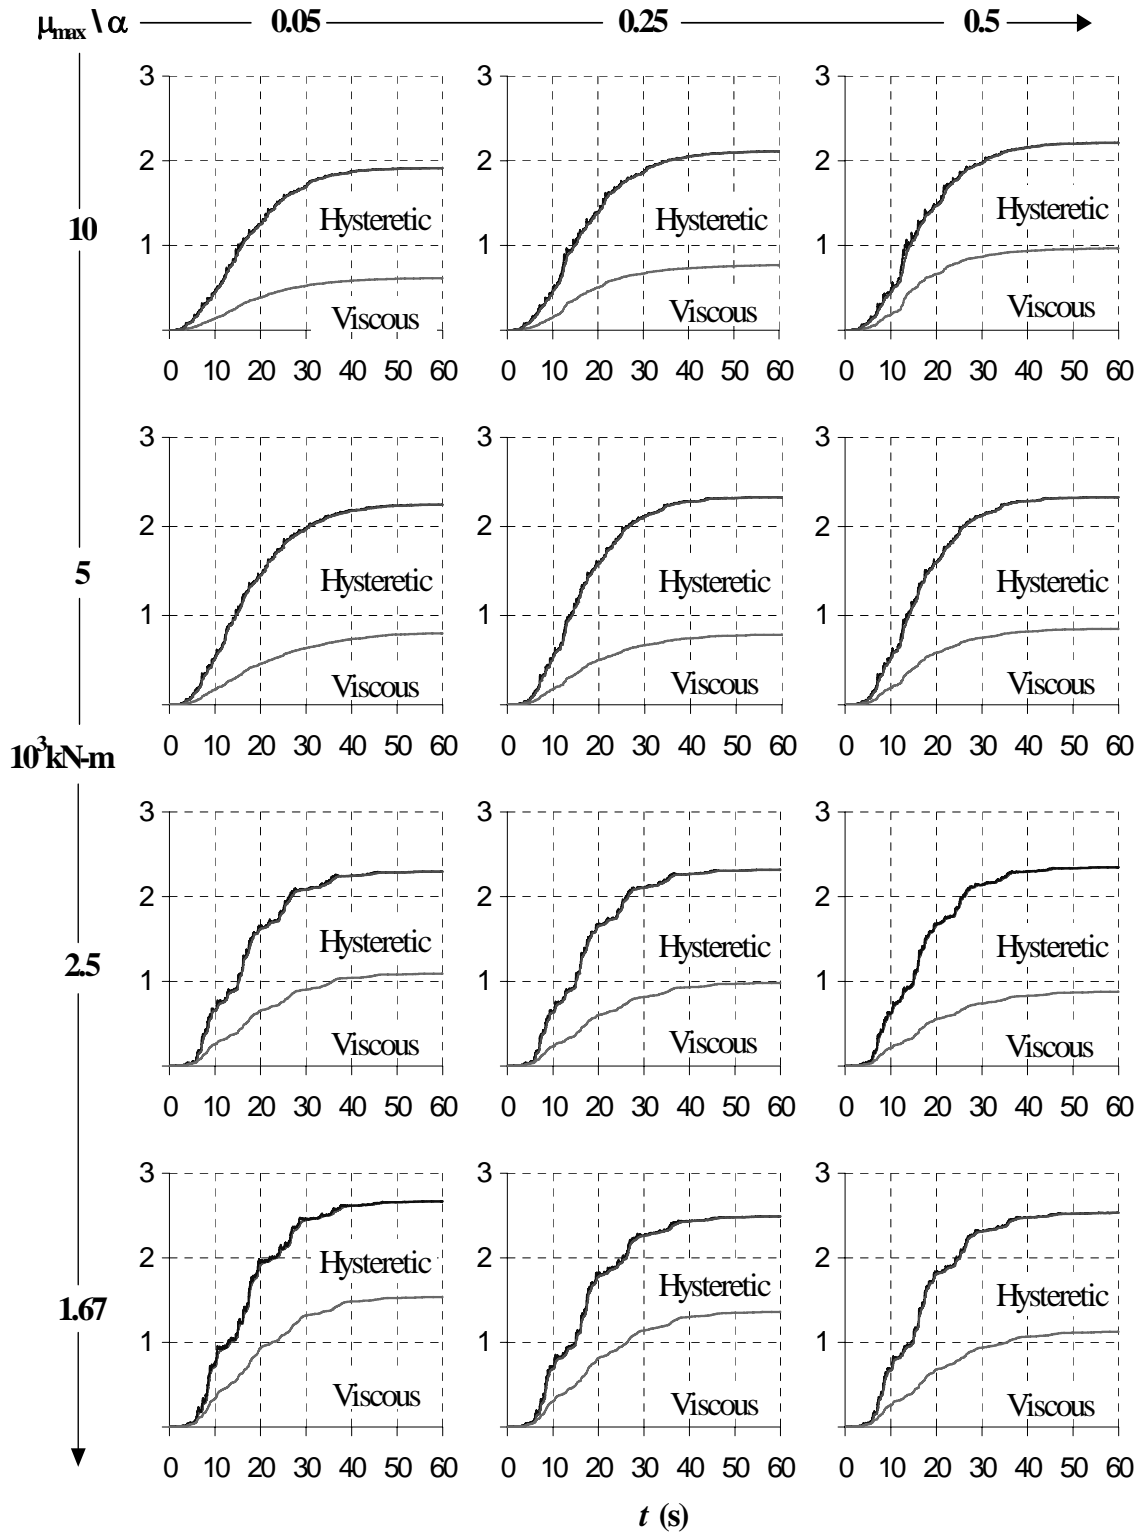 μmax \ α 0.05 0.25 0.5
3 3 3
2 2 2
10 Hysteretic Hysteretic Hysteretic
1 1 1
Viscous Viscous Viscous
0 10 20 30 40 50 60 0 10 20 30 40 50 60 0 10 20 30 40 50 60
3 3 3
2 2 2
5 Hysteretic Hysteretic Hysteretic
1 1 1
Viscous Viscous Viscous
0 10 20 30 40 50 60 0 10 20 30 40 50 60 0 10 20 30 40 50 60
10³kN-m
3 3 3
2 2 2
Hysteretic Hysteretic Hysteretic
2.5 1 1 1
Viscous Viscous Viscous
0 10 20 30 40 50 60 0 10 20 30 40 50 60 0 10 20 30 40 50 60
3 3 3
2 2 2
Hysteretic Hysteretic Hysteretic
1.67
1 1 1
Viscous Viscous Viscous
0 10 20 30 40 50 60 0 10 20 30 40 50 60 0 10 20 30 40 50 60
t (s)